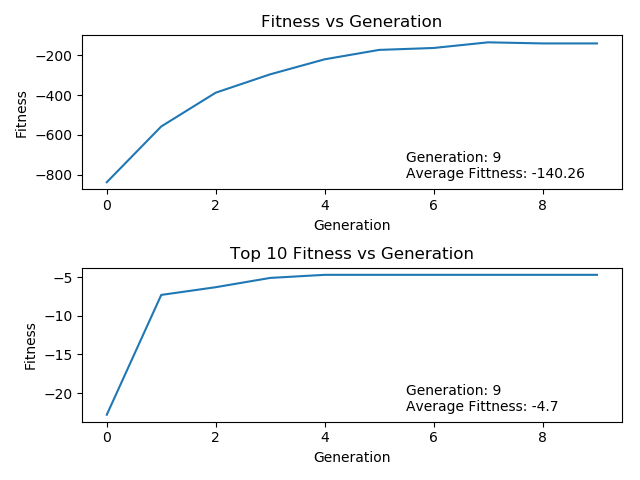 Fitness vs Generation
Fitness
−200
−400
−600
−800
Generation: 9
Average Fittness: -140.26
0 2 4 6 8
Generation
Top 10 Fitness vs Generation
Fitness
−5
−10
−15
−20
Generation: 9
Average Fittness: -4.7
0 2 4 6 8
Generation